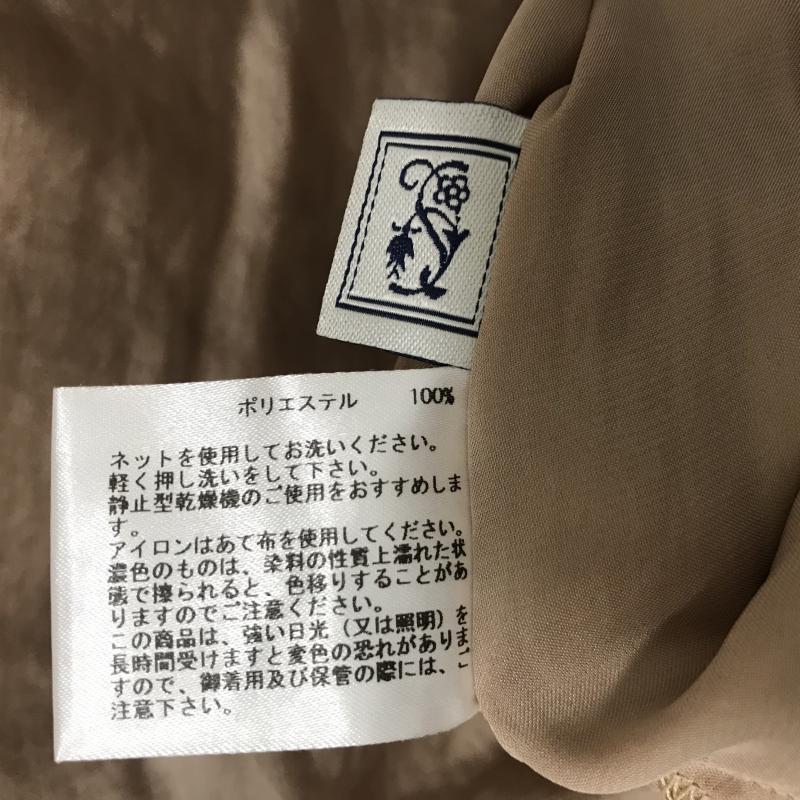 ポリエステル 100%
ネットを使用してお洗いください。
軽く押し洗いをして下さい。
静止型乾燥機のご使用をおすすめしま
す。
アイロンはあて布を使用してください。
濃色のものは、染料の性質上濡れた状
態で擦られると、色移りすることがあ
りますのでご注意ください。
この商品は、強い日光（又は照明）を
長時間受けますと変色の恐れがありま
すので、御着用及び保管の際には、ご
注意下さい。